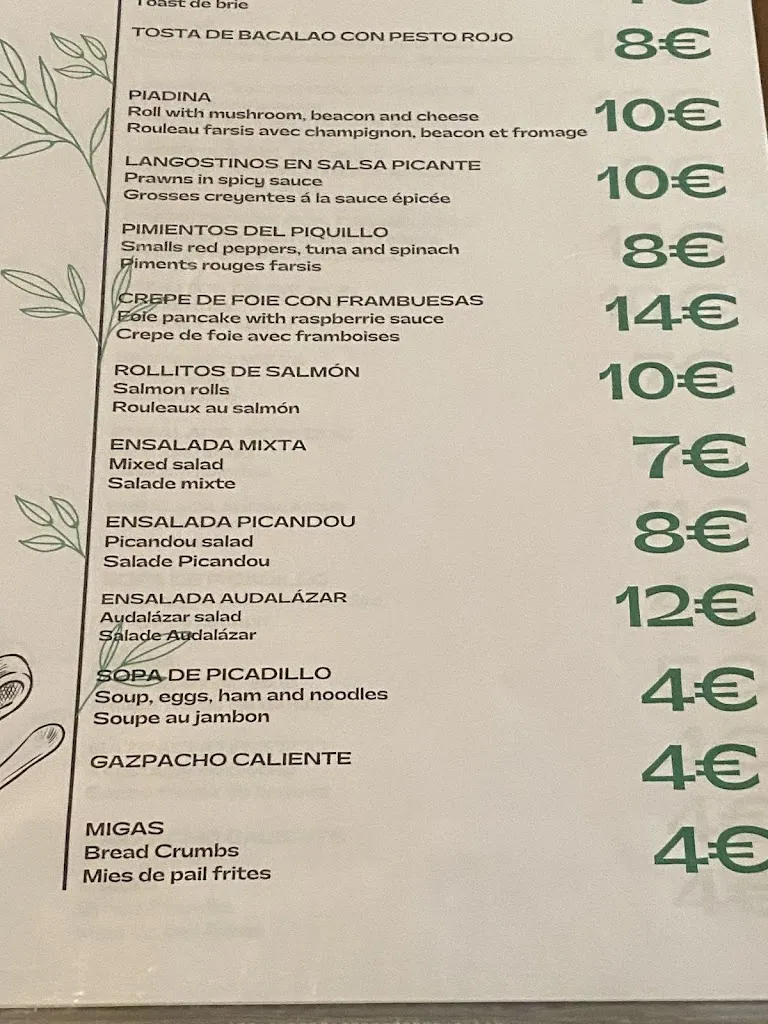 Toast de brie
TOSTA DE BACALAO CON PESTO ROJO 8€
PIADINA
Roll with mushroom, beacon and cheese 10€
Rouleau farsis avec champignon, beacon et fromage
LANGOSTINOS EN SALSA PICANTE
Prawns in spicy sauce 10€
Grosses creyentes á la sauce épicée
PIMIENTOS DEL PIQUILLO
Smalls red peppers, tuna and spinach 8€
Piments rouges farsis
CREPE DE FOIE CON FRAMBUESAS
Foie pancake with raspberrie sauce 14€
Crepe de foie avec framboises
ROLLITOS DE SALMÓN
Salmon rolls 10€
Rouleaux au salmón
ENSALADA MIXTA
Mixed salad 7€
Salade mixte
ENSALADA PICANDOU
Picandou salad 8€
Salade Picandou
ENSALADA AUDALÁZAR
Audalázar salad 12€
Salade Audalázar
SOPA DE PICADILLO
Soup, eggs, ham and noodles 4€
Soupe au jambon
GAZPACHO CALIENTE 4€
MIGAS
Bread Crumbs 4€
Mies de pail frites